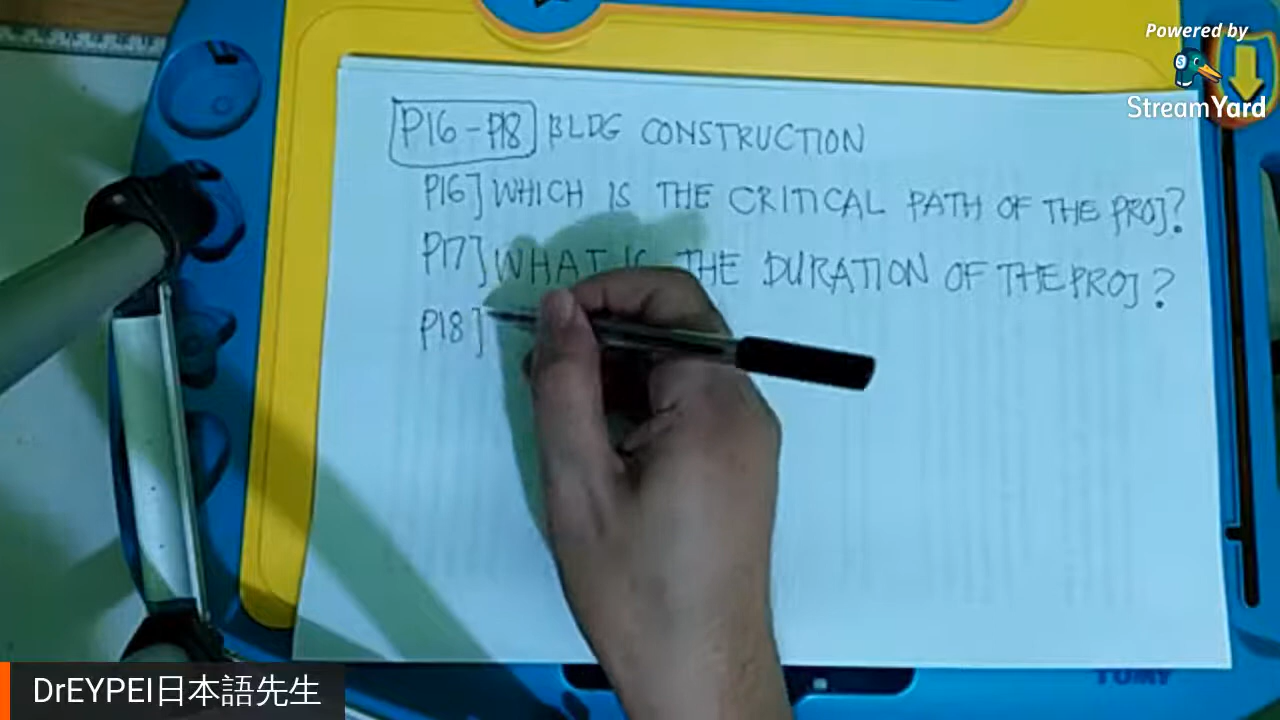 Powered by
StreamYard
P16-P18 BLDG CONSTRUCTION
P16] WHICH IS THE CRITICAL PATH OF THE PROJ?
P17] WHAT IS THE DURATION OF THE PROJ?
P18]
TOMY
DrEYPEI日本語先生